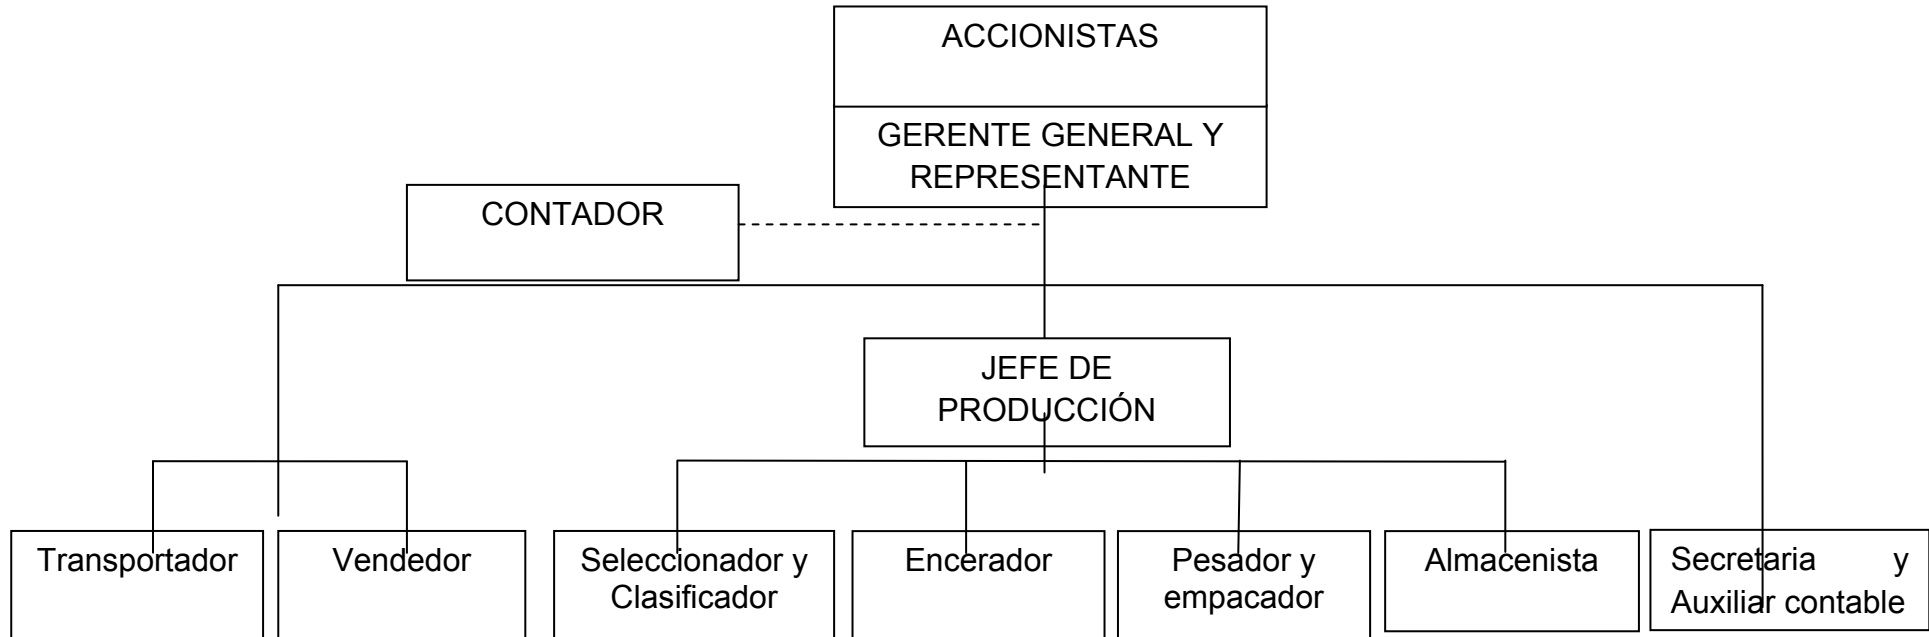 ACCIONISTAS
GERENTE GENERAL Y
REPRESENTANTE
CONTADOR
JEFE DE
PRODUCCIÓN
Transportador
Vendedor
Seleccionador y
Clasificador
Encerador
Pesador y
empacador
Almacenista
Secretaria y
Auxiliar contable